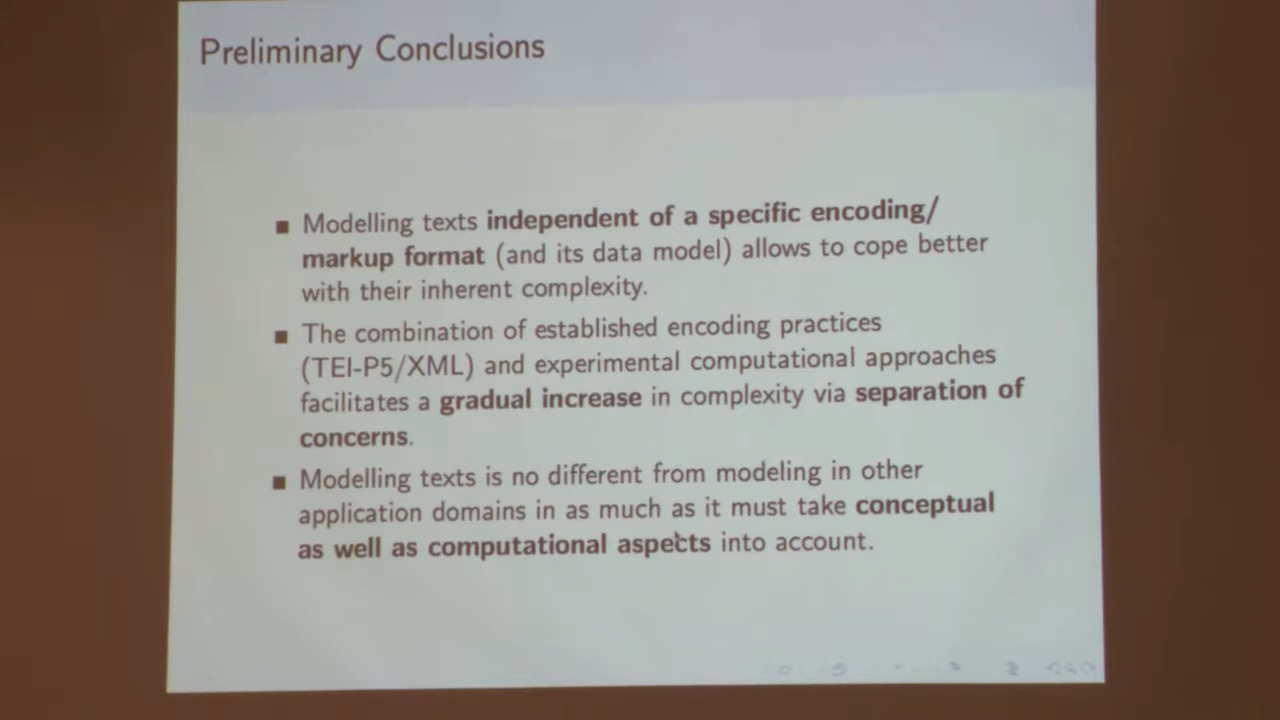 Preliminary Conclusions
Modelling texts independent of a specific encoding/
markup format (and its data model) allows to cope better
with their inherent complexity.
The combination of established encoding practices
(TEI-P5/XML) and experimental computational approaches
facilitates a gradual increase in complexity via separation of
concerns.
Modelling texts is no different from modeling in other
application domains in as much as it must take conceptual
as well as computational aspects into account.